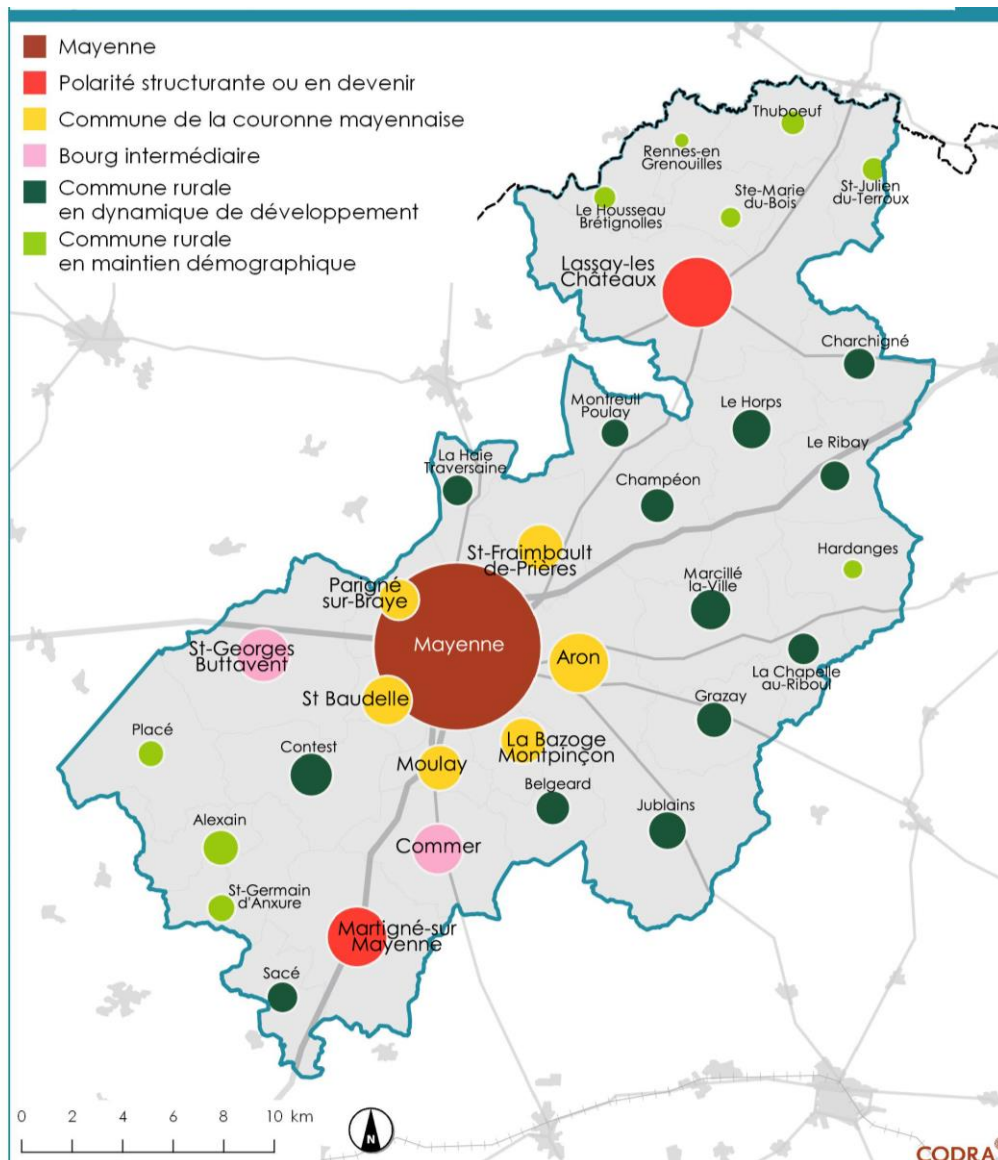 Mayenne
Polarité structurante ou en devenir
Commune de la couronne mayennaise
Bourg intermédiaire
Commune rurale
en dynamique de développement
Commune rurale
en maintien démographique
Thuboeuf
Rennes-en
Grenouilles
St-Julien
du-Terroux
Ste-Marie
du-Bois
Le Housseau
Brétignolles
Lassay-les
Châteaux
Charchigné
Montreuil
Poulay
Le Horps
Le Ribay
La Haie
Traversaine
Champéon
St-Fraimbault
de-Prières
Hardanges
Parigné
sur-Braye
Marcillé
la-Ville
Mayenne
St-Georges
Buttavent
Aron
La Chapelle
au-Riboul
St Baudelle
Grazay
Placé
Contest
La Bazoge
Montpinçon
Moulay
Belgeard
Jublains
Alexain
Commer
St-Germain
d'Anxure
Martigné-sur
Mayenne
Sacé
0 2 4 6 8 10 km
N
CODRA